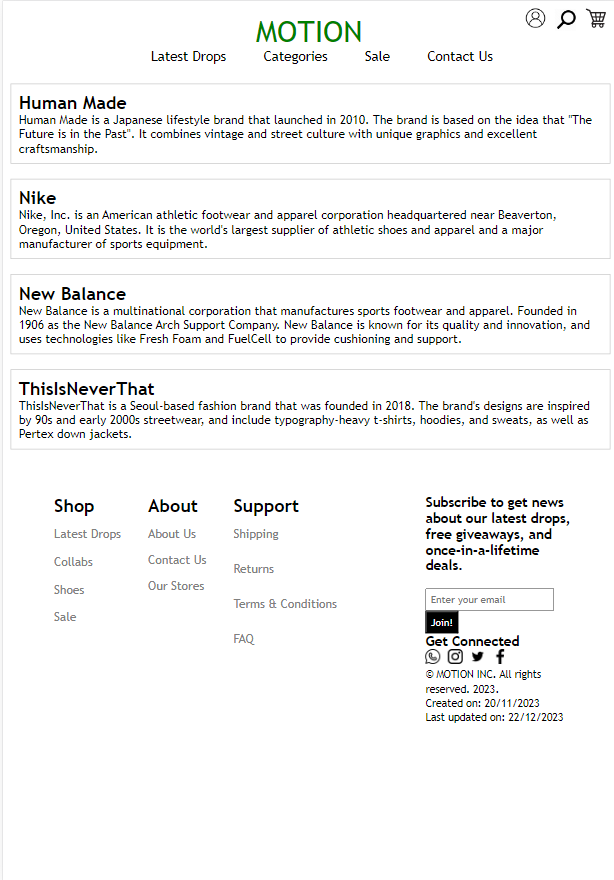 MOTION
Latest Drops Categories Sale Contact Us
Human Made
Human Made is a Japanese lifestyle brand that launched in 2010. The brand is based on the idea that "The
Future is in the Past". It combines vintage and street culture with unique graphics and excellent
craftsmanship.
Nike
Nike, Inc. is an American athletic footwear and apparel corporation headquartered near Beaverton,
Oregon, United States. It is the world's largest supplier of athletic shoes and apparel and a major
manufacturer of sports equipment.
New Balance
New Balance is a multinational corporation that manufactures sports footwear and apparel. Founded in
1906 as the New Balance Arch Support Company. New Balance is known for its quality and innovation, and
uses technologies like Fresh Foam and FuelCell to provide cushioning and support.
ThisIsNeverThat
ThisIsNeverThat is a Seoul-based fashion brand that was founded in 2018. The brand's designs are inspired
by 90s and early 2000s streetwear, and include typography-heavy t-shirts, hoodies, and sweats, as well as
Pertex down jackets.
Shop
Latest Drops
Collabs
Shoes
Sale
About
About Us
Contact Us
Our Stores
Support
Shipping
Returns
Terms & Conditions
FAQ
Subscribe to get news
about our latest drops,
free giveaways, and
once-in-a-lifetime
deals.
Enter your email
Join!
Get Connected
© MOTION INC. All rights
reserved. 2023.
Created on: 20/11/2023
Last updated on: 22/12/2023